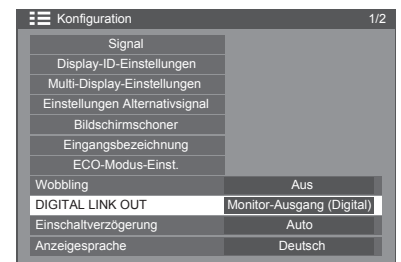 Konfiguration 1/2
Signal
Display-ID-Einstellungen
Multi-Display-Einstellungen
Einstellungen Alternativsignal
Bildschirmschoner
Eingangsbezeichnung
ECO-Modus-Einst.
Wobbling Aus
DIGITAL LINK OUT Monitor-Ausgang (Digital)
Einschaltverzögerung Auto
Anzeigesprache Deutsch